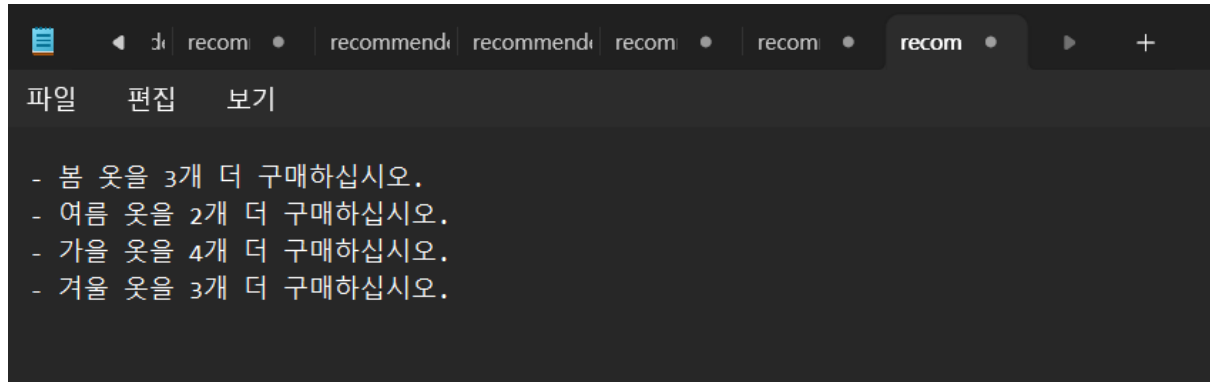 recom recommende recommende recom recom recom
파일 편집 보기
- 봄 옷을 3개 더 구매하십시오.
- 여름 옷을 2개 더 구매하십시오.
- 가을 옷을 4개 더 구매하십시오.
- 겨울 옷을 3개 더 구매하십시오.